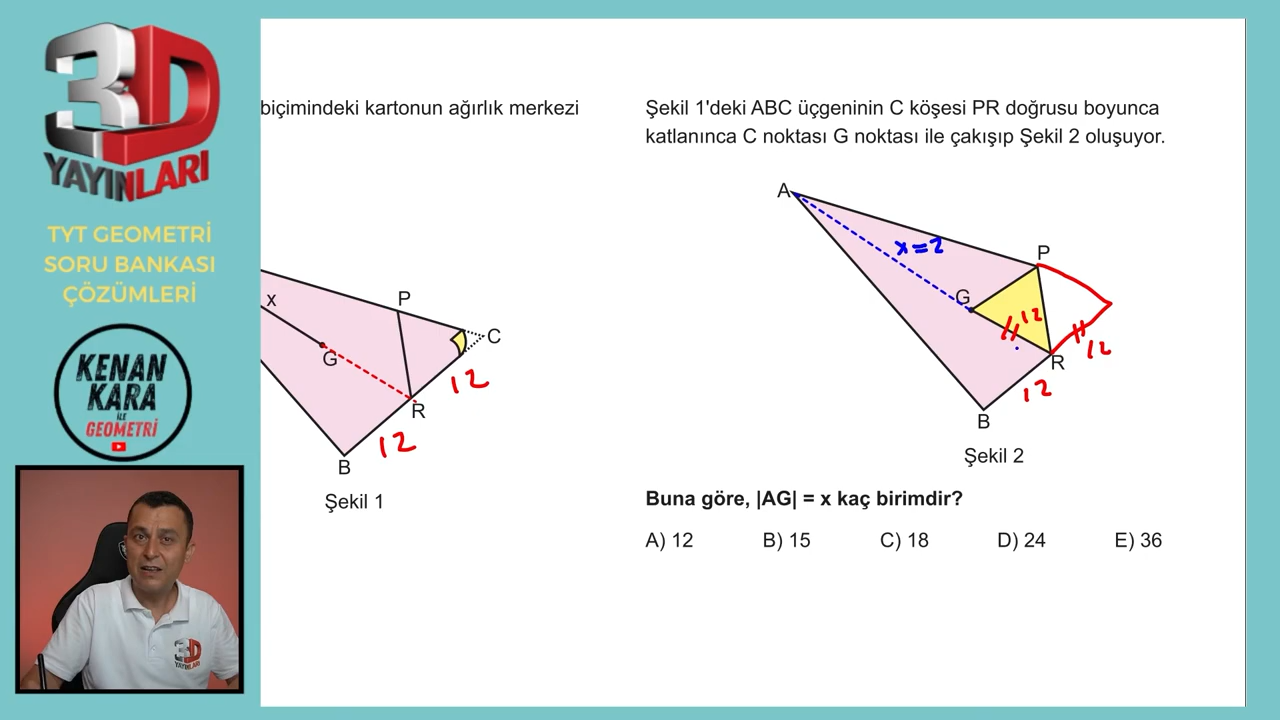 3D
YAYINLARI
TYT GEOMETRİ
SORU BANKASI
ÇÖZÜMLERİ
KENAN
KARA
İLE
GEOMETRİ
3D
YAYINLARI
biçimindeki kartonun ağırlık merkezi
x
P
C
G
12
R
12
B
Şekil 1
Şekil 1'deki ABC üçgeninin C köşesi PR doğrusu boyunca
katlanınca C noktası G noktası ile çakışıp Şekil 2 oluşuyor.
A
x=?
P
G
12
12
R
12
B
Şekil 2
Buna göre, |AG| = x kaç birimdir?
A) 12 B) 15 C) 18 D) 24 E) 36